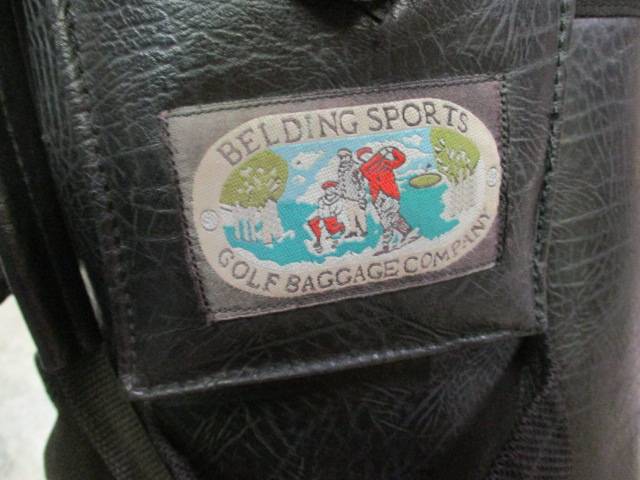 BELDING SPORTS
GOLF BAGGAGE COMPANY